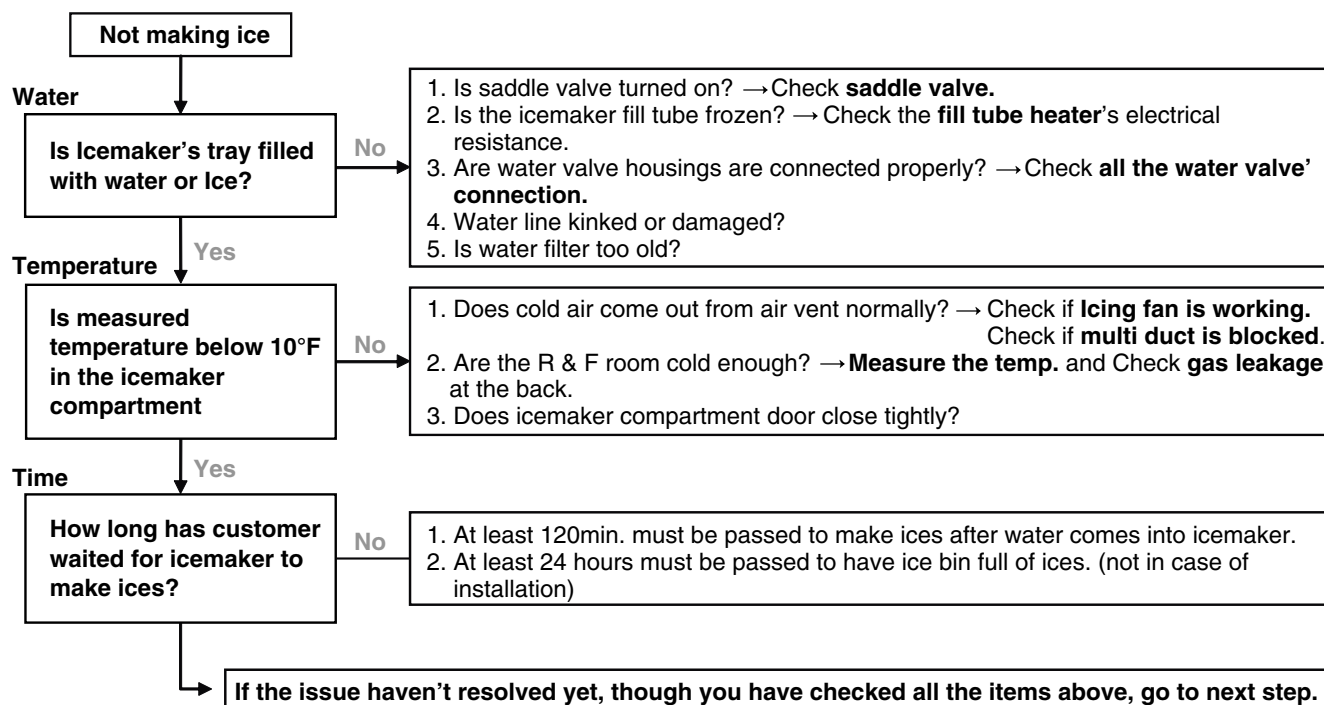 Not making ice
Water
Is Icemaker's tray filled
with water or Ice?
No
1. Is saddle valve turned on? → Check saddle valve.
2. Is the icemaker fill tube frozen? → Check the fill tube heater's electrical
resistance.
3. Are water valve housings are connected properly? → Check all the water valve'
connection.
4. Water line kinked or damaged?
5. Is water filter too old?
Yes
Temperature
Is measured
temperature below 10°F
in the icemaker
compartment
No
1. Does cold air come out from air vent normally? → Check if Icing fan is working.
Check if multi duct is blocked.
2. Are the R & F room cold enough? → Measure the temp. and Check gas leakage
at the back.
3. Does icemaker compartment door close tightly?
Yes
Time
How long has customer
waited for icemaker to
make ices?
No
1. At least 120min. must be passed to make ices after water comes into icemaker.
2. At least 24 hours must be passed to have ice bin full of ices. (not in case of
installation)
If the issue haven't resolved yet, though you have checked all the items above, go to next step.